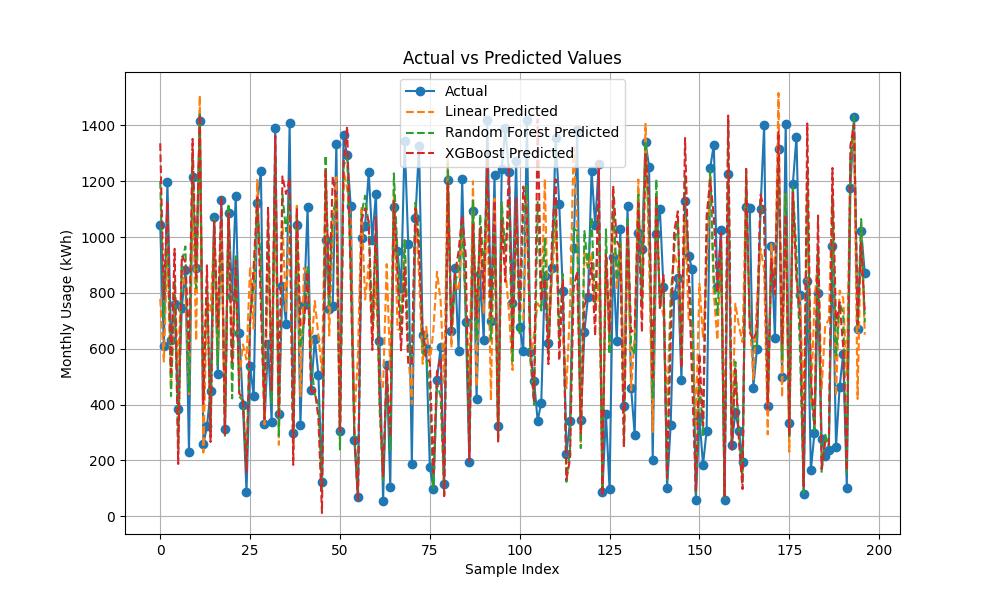 Actual vs Predicted Values
Actual
Linear Predicted
Random Forest Predicted
XGBoost Predicted
Monthly Usage (kWh)
1400
1200
1000
800
600
400
200
0
0 25 50 75 100 125 150 175 200
Sample Index